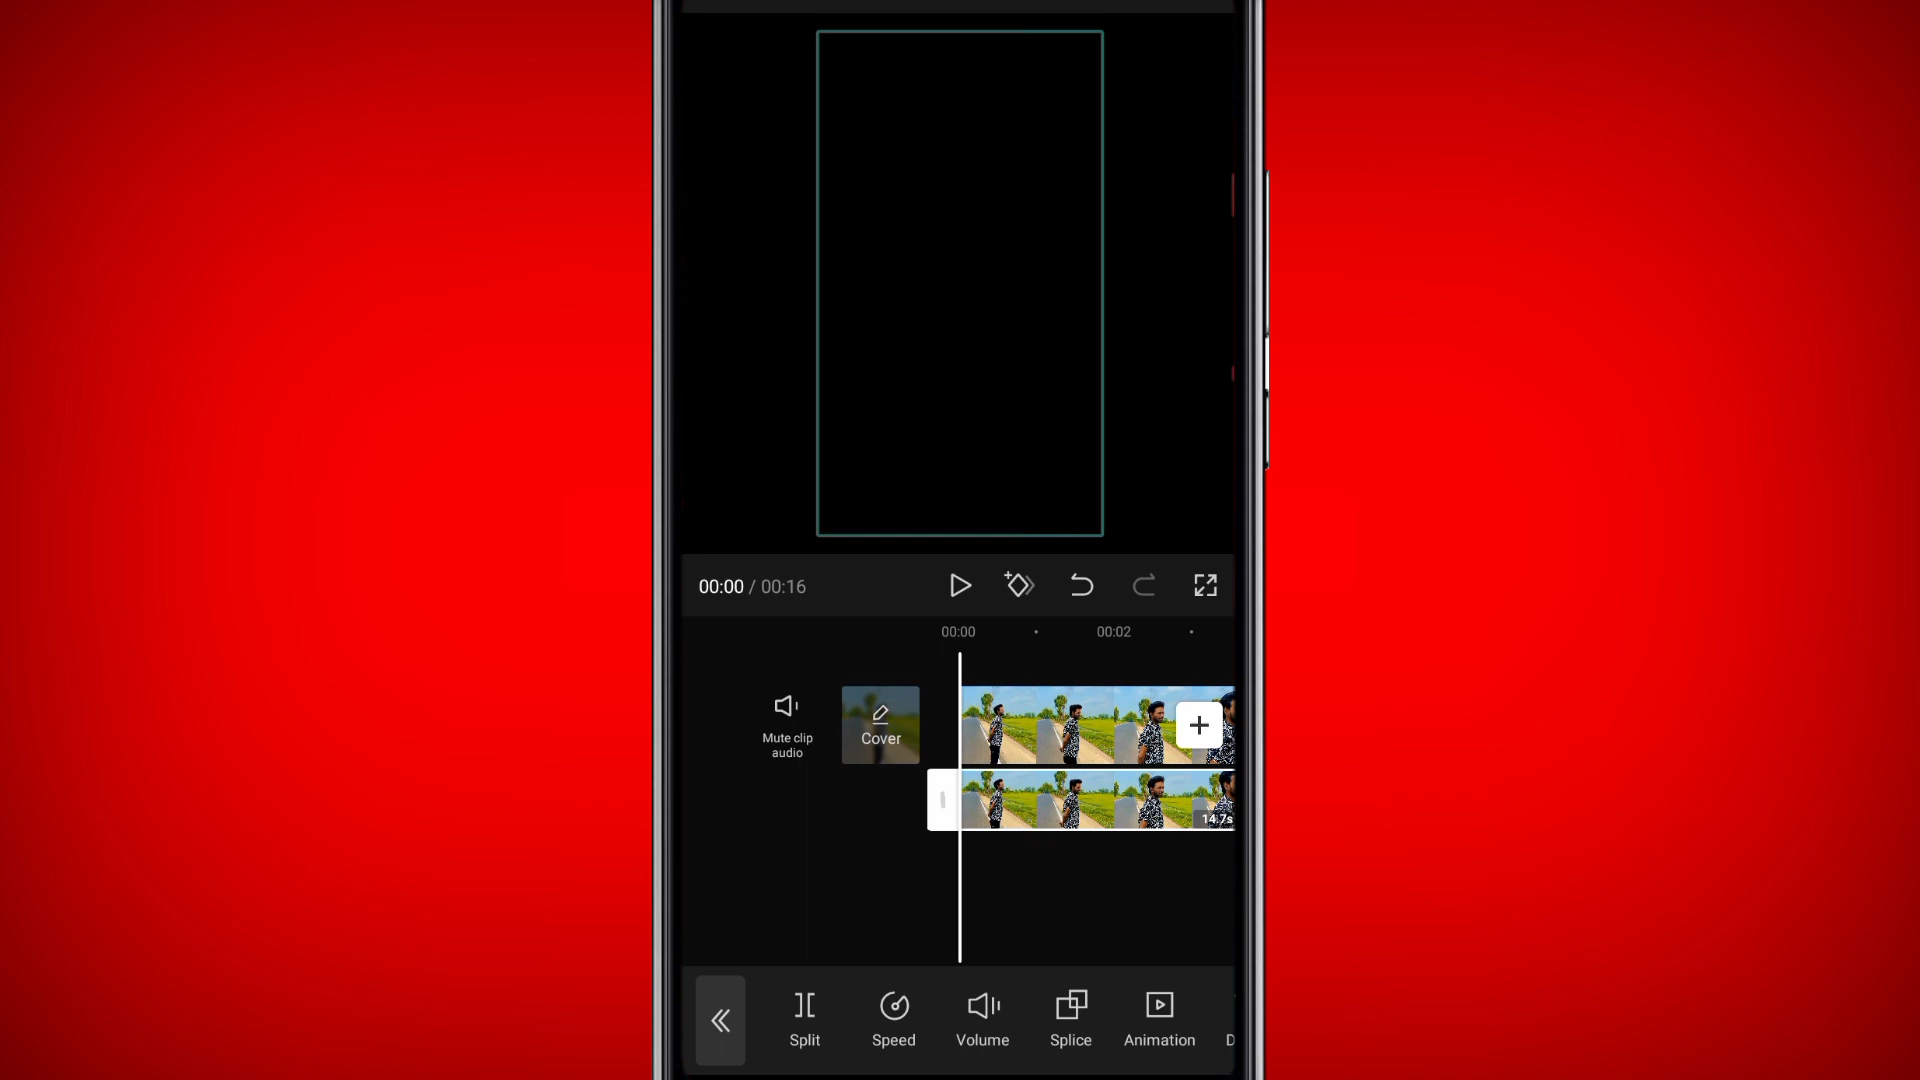 00:00 / 00:16
00:00
00:02
Mute clip
audio
Cover
14.7s
Split
Speed
Volume
Splice
Animation
D